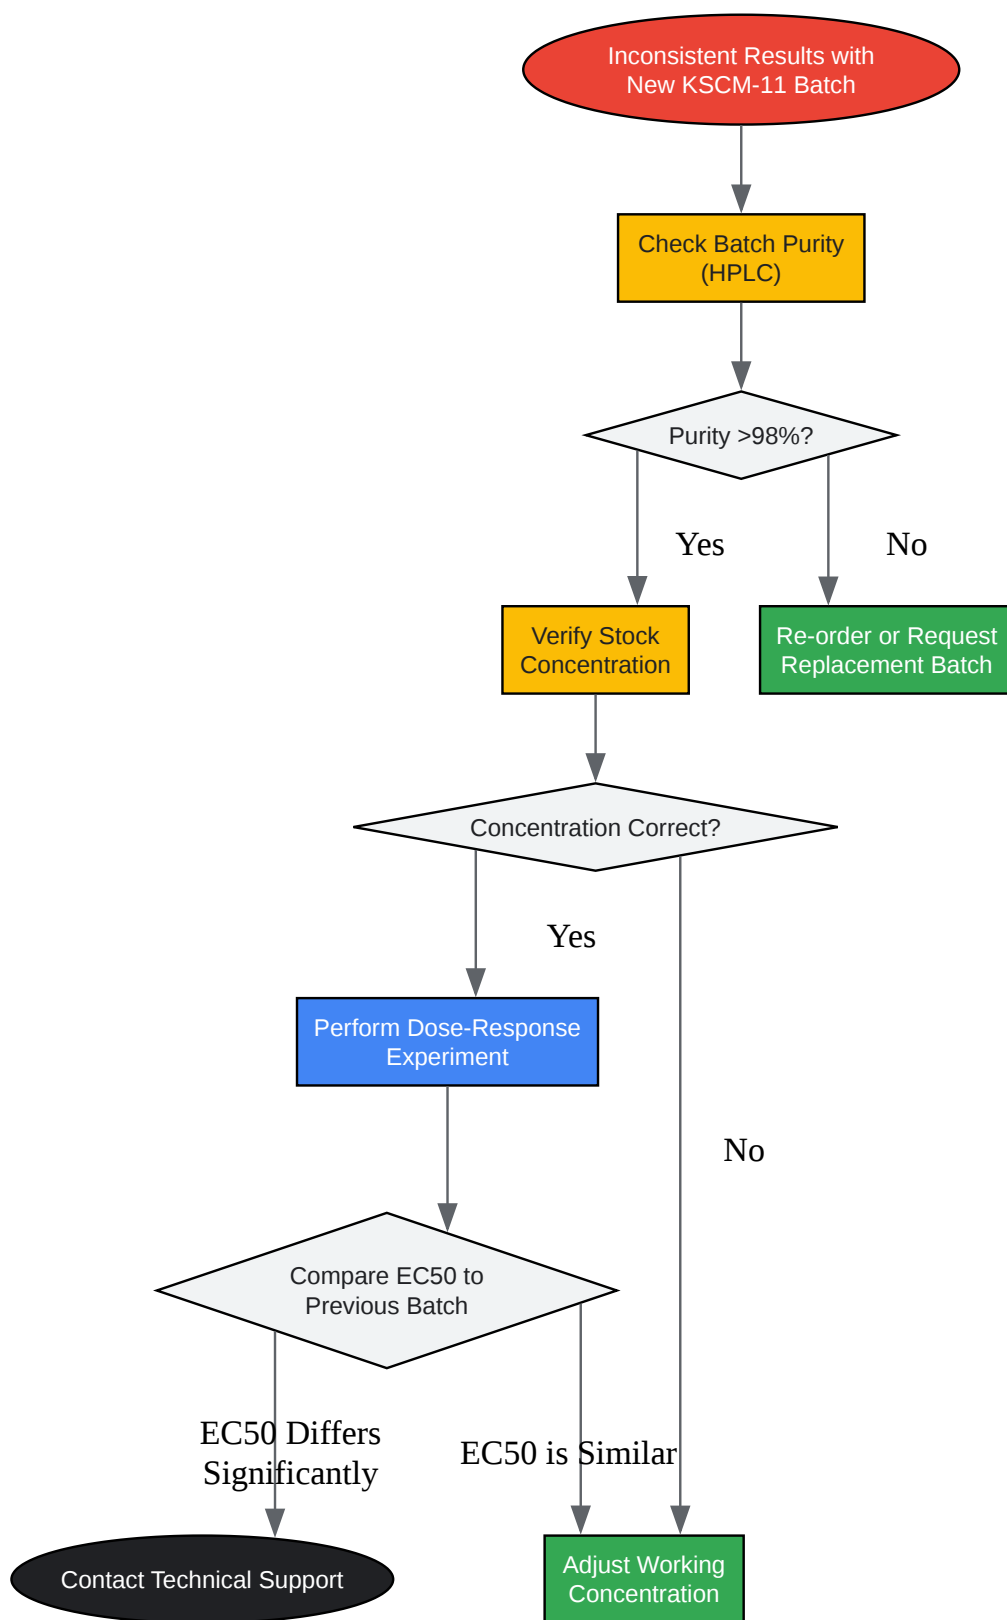 Inconsistent Results with
New KSCM-11 Batch
Check Batch Purity
(HPLC)
Purity >98%?
Yes
No
Verify Stock
Concentration
Re-order or Request
Replacement Batch
Concentration Correct?
Yes
Perform Dose-Response
Experiment
No
Compare EC50 to
Previous Batch
EC50 Differs
Significantly
EC50 is Similar
Contact Technical Support
Adjust Working
Concentration